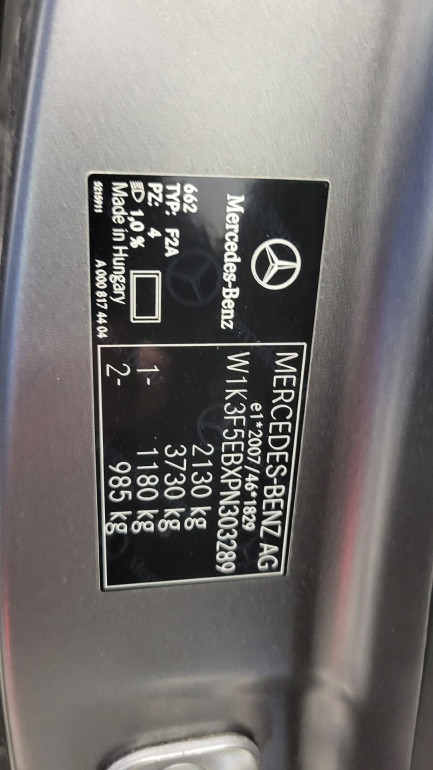 Mercedes-Benz
662
TYP: F2A
PZ: 4
1,0 %
Made in Hungary
A 000 817 44 04
MERCEDES-BENZ AG
e1*2007/46*1829
W1K3F5EBXPN303289
2130 kg
3730 kg
1- 1180 kg
2- 985 kg